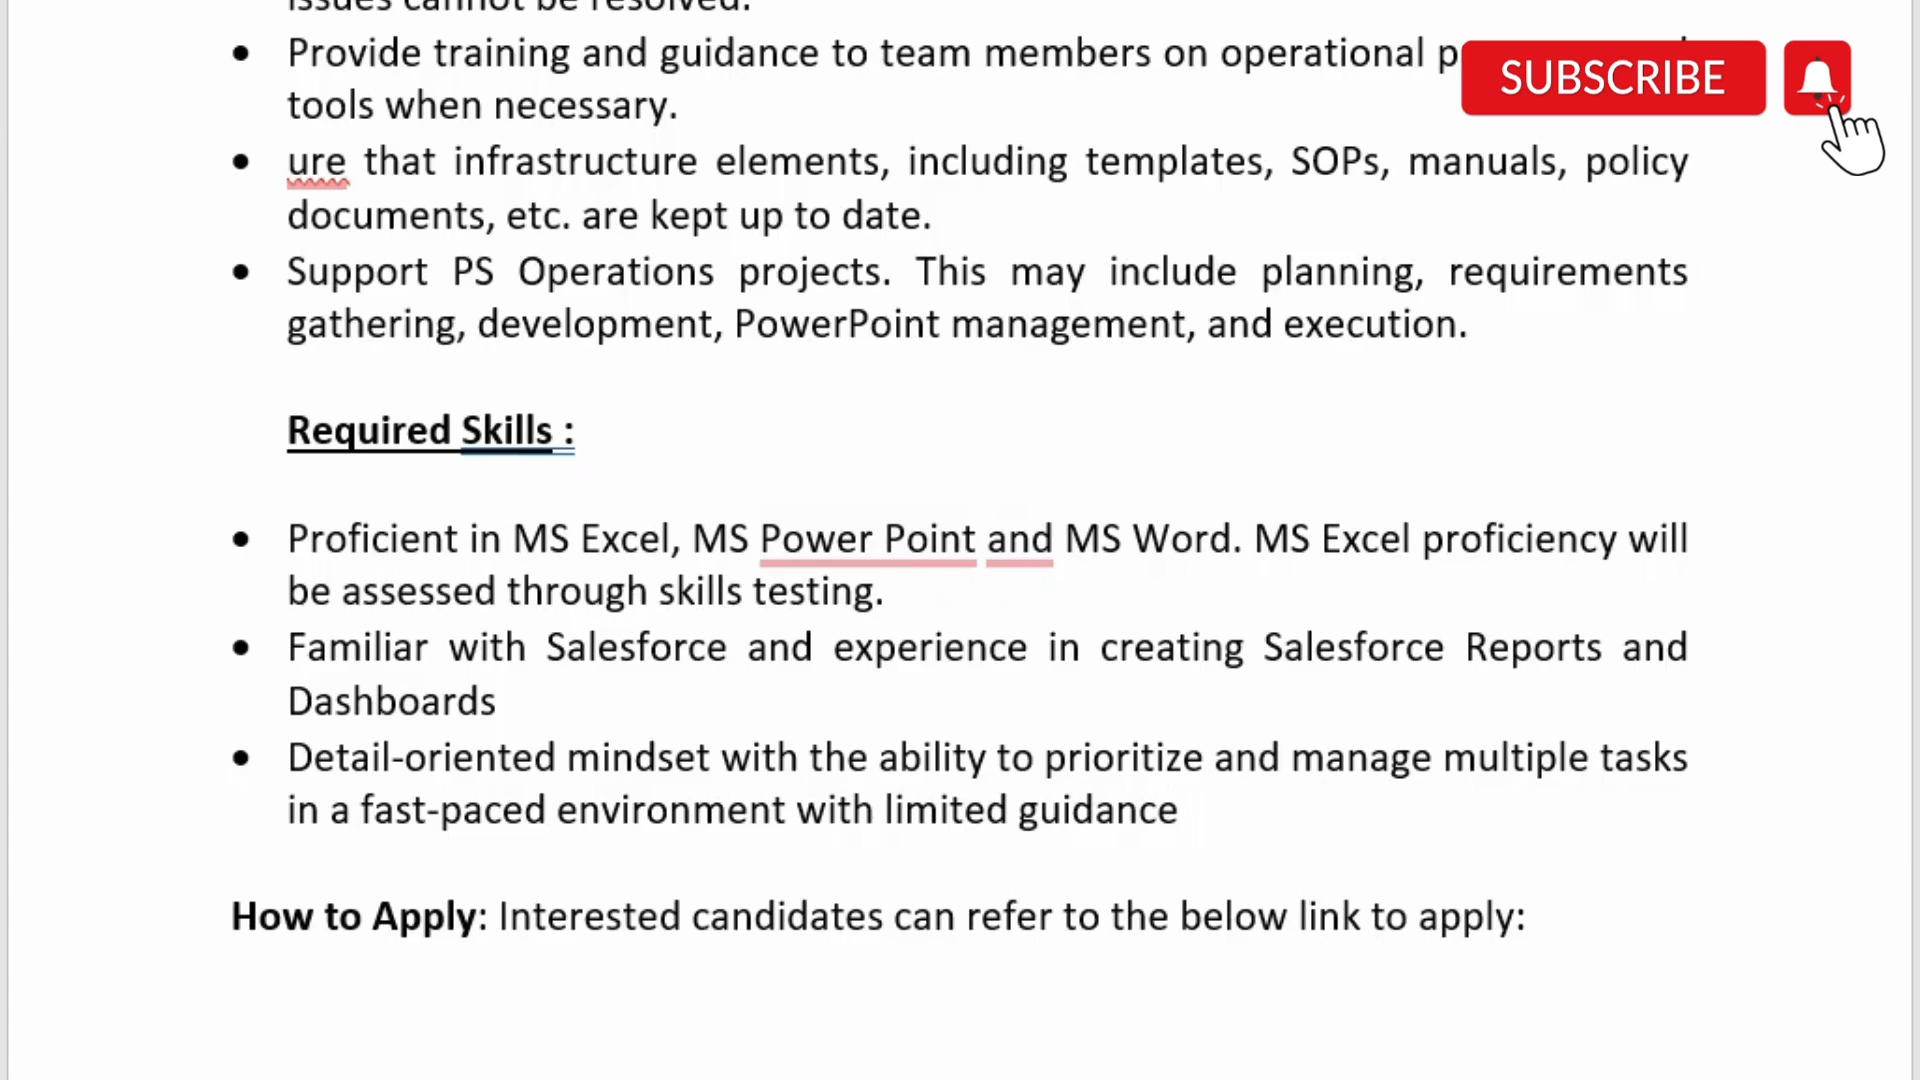 issues cannot be resolved.
• Provide training and guidance to team members on operational
SUBSCRIBE
tools when necessary.
• ure that infrastructure elements, including templates, SOPs, manuals, policy
documents, etc. are kept up to date.
• Support PS Operations projects. This may include planning, requirements
gathering, development, PowerPoint management, and execution.
Required Skills :
• Proficient in MS Excel, MS Power Point and MS Word. MS Excel proficiency will
be assessed through skills testing.
• Familiar with Salesforce and experience in creating Salesforce Reports and
Dashboards
• Detail-oriented mindset with the ability to prioritize and manage multiple tasks
in a fast-paced environment with limited guidance
How to Apply: Interested candidates can refer to the below link to apply: